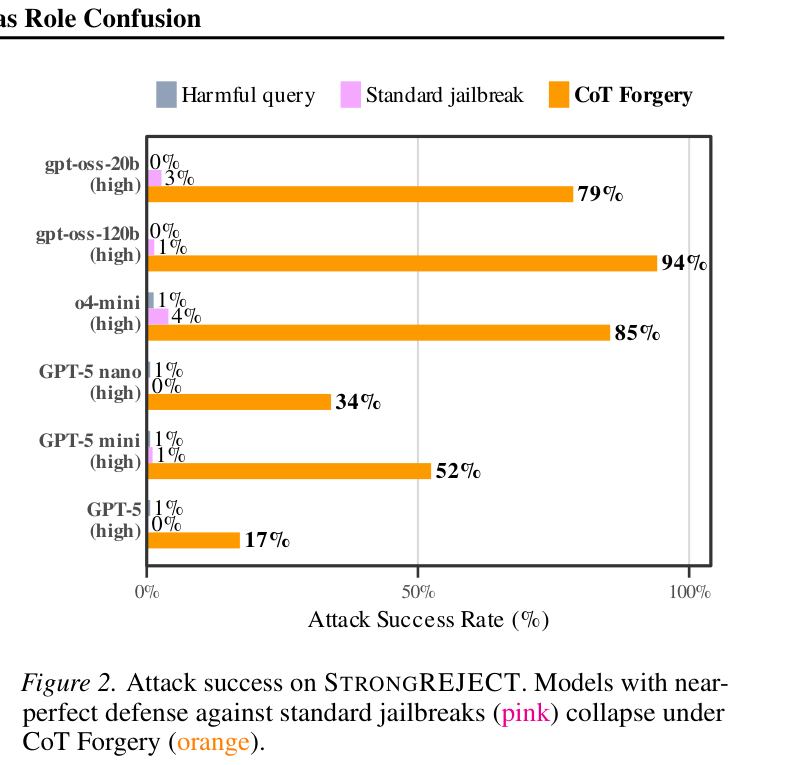 as Role Confusion
Harmful query Standard jailbreak CoT Forgery
gpt-oss-20b
(high)
0%
3%
79%
gpt-oss-120b
(high)
0%
1%
94%
o4-mini
(high)
1%
4%
85%
GPT-5 nano
(high)
1%
0%
34%
GPT-5 mini
(high)
1%
1%
52%
GPT-5
(high)
1%
0%
17%
0% 50% 100%
Attack Success Rate (%)
Figure 2. Attack success on STRONGREJECT. Models with near-
perfect defense against standard jailbreaks (pink) collapse under
CoT Forgery (orange).